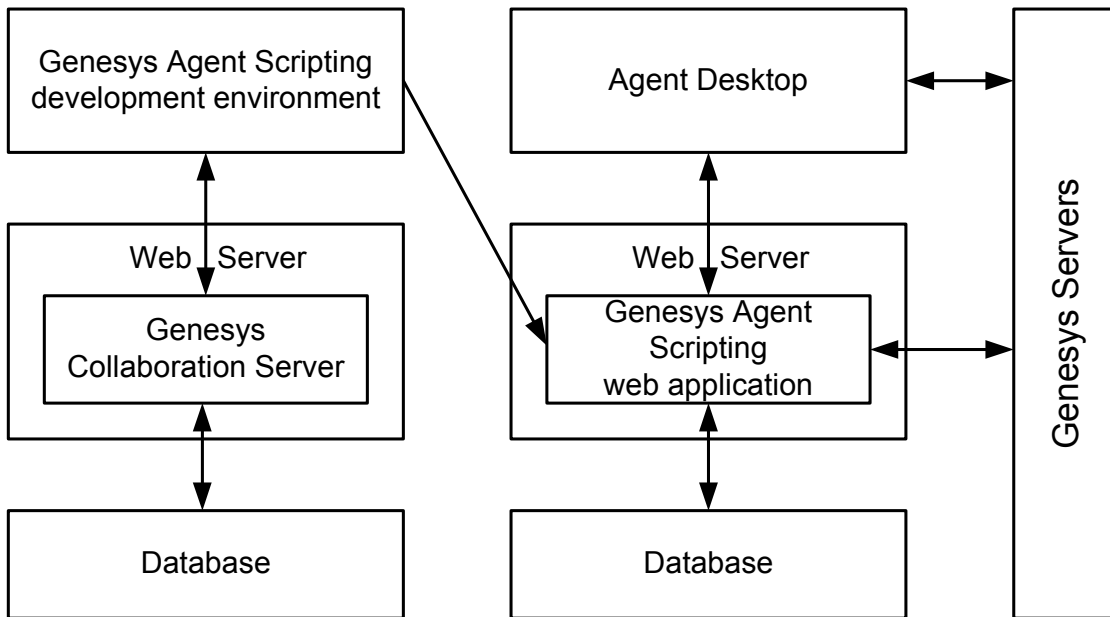 Genesys Agent Scripting
development environment
Agent Desktop
Web Server
Genesys
Collaboration Server
Web Server
Genesys Agent
Scripting
web application
Database
Database
Genesys Servers